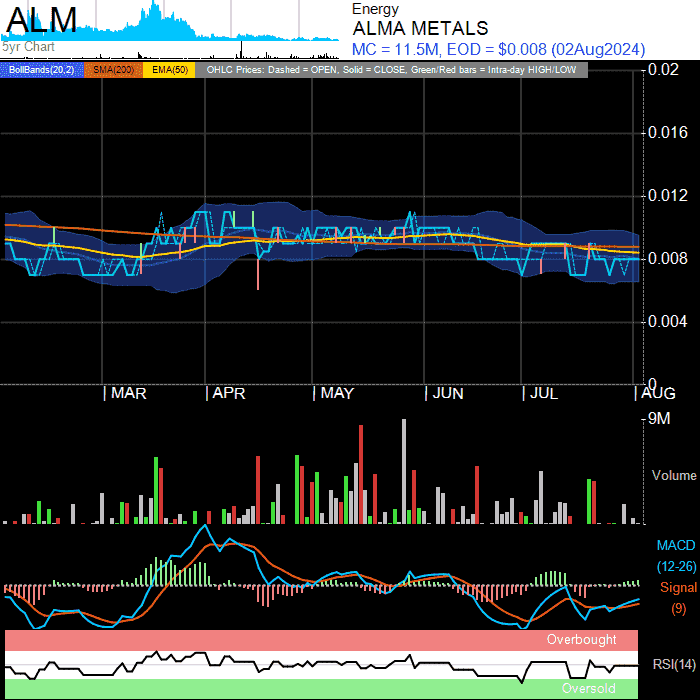 ALM
5yr Chart
Energy
ALMA METALS
MC = 11.5M, EOD = $0.008 (02Aug2024)
BollBands(20,2) SMA(200) EMA(50) OHLC Prices: Dashed = OPEN, Solid = CLOSE, Green/Red bars = Intra-day HIGH/LOW
0.02
0.016
0.012
0.008
0.004
0
MAR APR MAY JUN JUL AUG
9M
Volume
MACD
(12-26)
Signal
(9)
Overbought
RSI(14)
Oversold